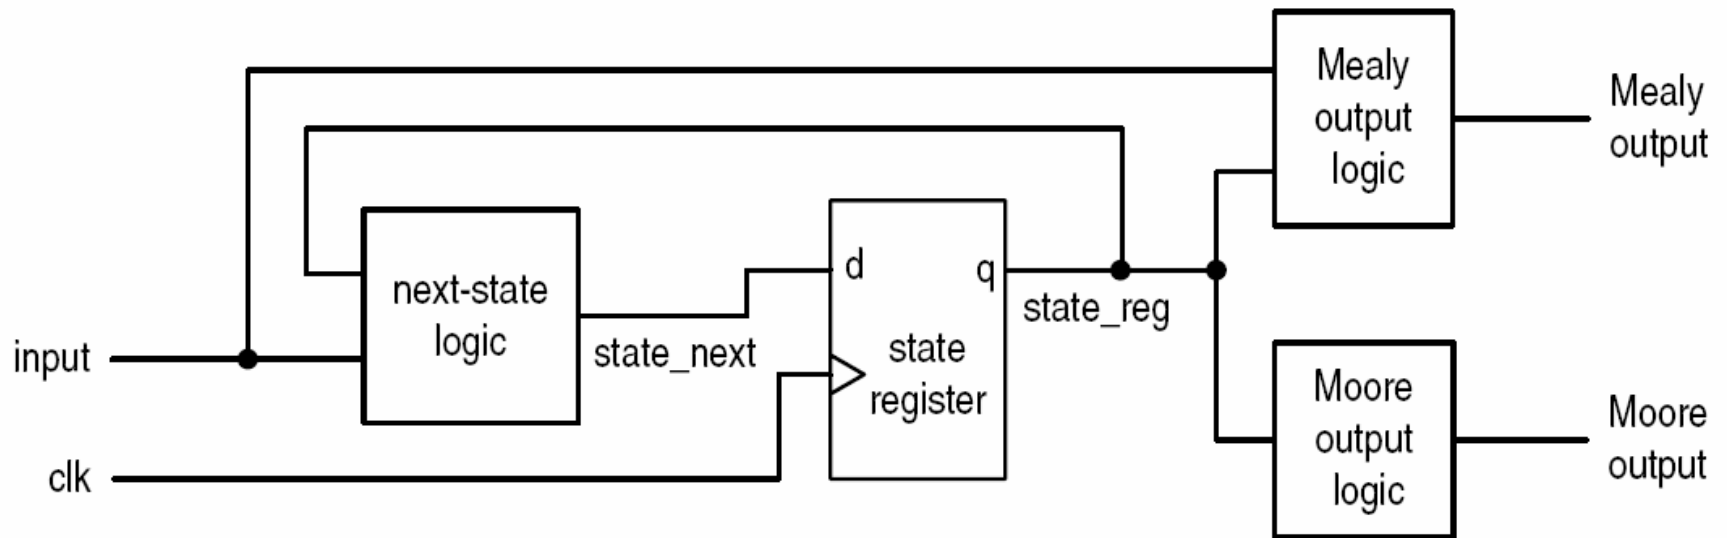 Mealy
output
logic
Mealy
output
next-state
logic
d
q
state_reg
state_next
state
register
input
clk
Moore
output
logic
Moore
output